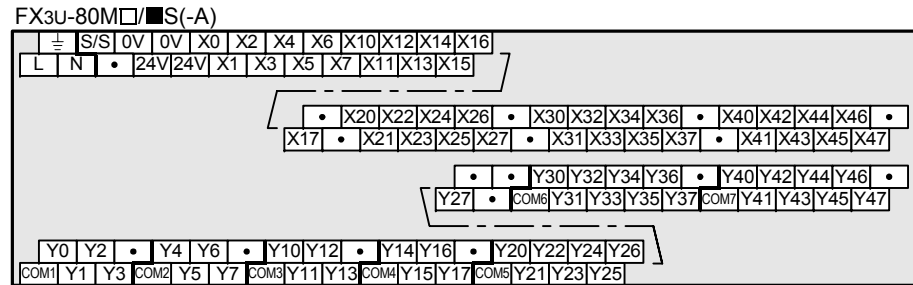 FX3U-80M□/■S(-A)
⏚ S/S 0V 0V X0 X2 X4 X6 X10 X12 X14 X16
L N • 24V 24V X1 X3 X5 X7 X11 X13 X15
• X20 X22 X24 X26 • X30 X32 X34 X36 • X40 X42 X44 X46 •
X17 • X21 X23 X25 X27 • X31 X33 X35 X37 • X41 X43 X45 X47
• • Y30 Y32 Y34 Y36 • Y40 Y42 Y44 Y46 •
Y27 • COM6 Y31 Y33 Y35 Y37 COM7 Y41 Y43 Y45 Y47
Y0 Y2 • Y4 Y6 • Y10 Y12 • Y14 Y16 • Y20 Y22 Y24 Y26
COM1 Y1 Y3 COM2 Y5 Y7 COM3 Y11 Y13 COM4 Y15 Y17 COM5 Y21 Y23 Y25